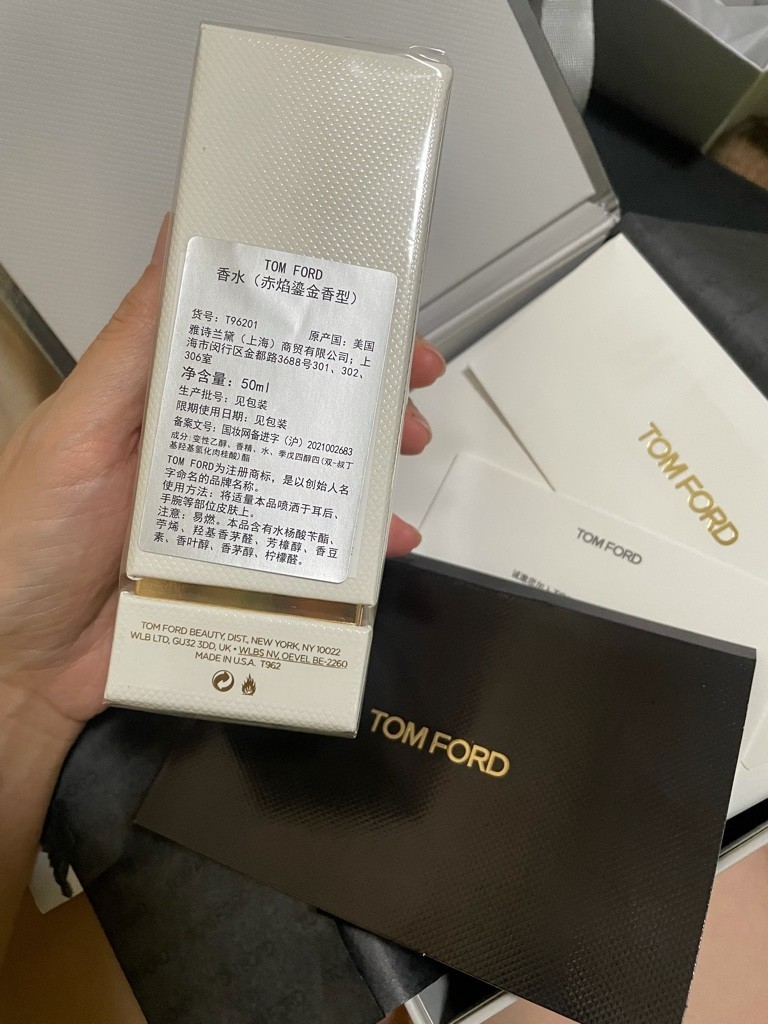 TOM FORD
香水（赤焰鎏金香型）
货号：T96201 原产国：美国
雅诗兰黛（上海）商贸有限公司；上
海市闵行区金都路3688号301、302、
306室
净含量：50ml
生产批号：见包装
限期使用日期：见包装
备案文号：国妆网备进字（沪）2021002683
成分：变性乙醇、香精、水、季戊四醇四（双-叔丁
基羟基氢化肉桂酸）酯
TOM FORD为注册商标，是以创始人名
字命名的品牌名称。
使用方法：将适量本品喷洒于耳后、
手腕等部位皮肤上。
注意：易燃。本品含有水杨酸苄酯、
苧烯、羟基香茅醛、芳樟醇、香豆
素、香叶醇、香茅醇、柠檬醛。
TOM FORD BEAUTY, DIST., NEW YORK, NY 10022
WLB LTD, GU32 3DD, UK • WLBS NV, OEVEL BE-2260
MADE IN U.S.A. T962
TOM FORD
TOM FORD
TOM FORD